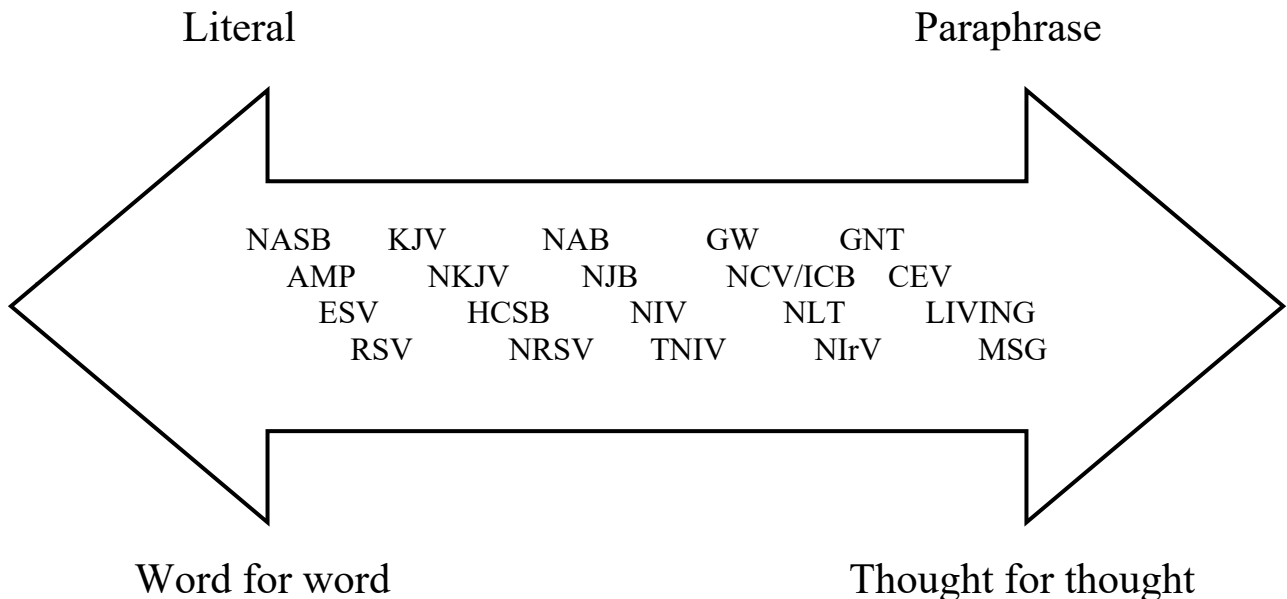 Literal Paraphrase
NASB KJV NAB GW GNT
AMP NKJV NJB NCV/ICB CEV
ESV HCSB NIV NLT LIVING
RSV NRSV TNIV NIrV MSG
Word for word Thought for thought